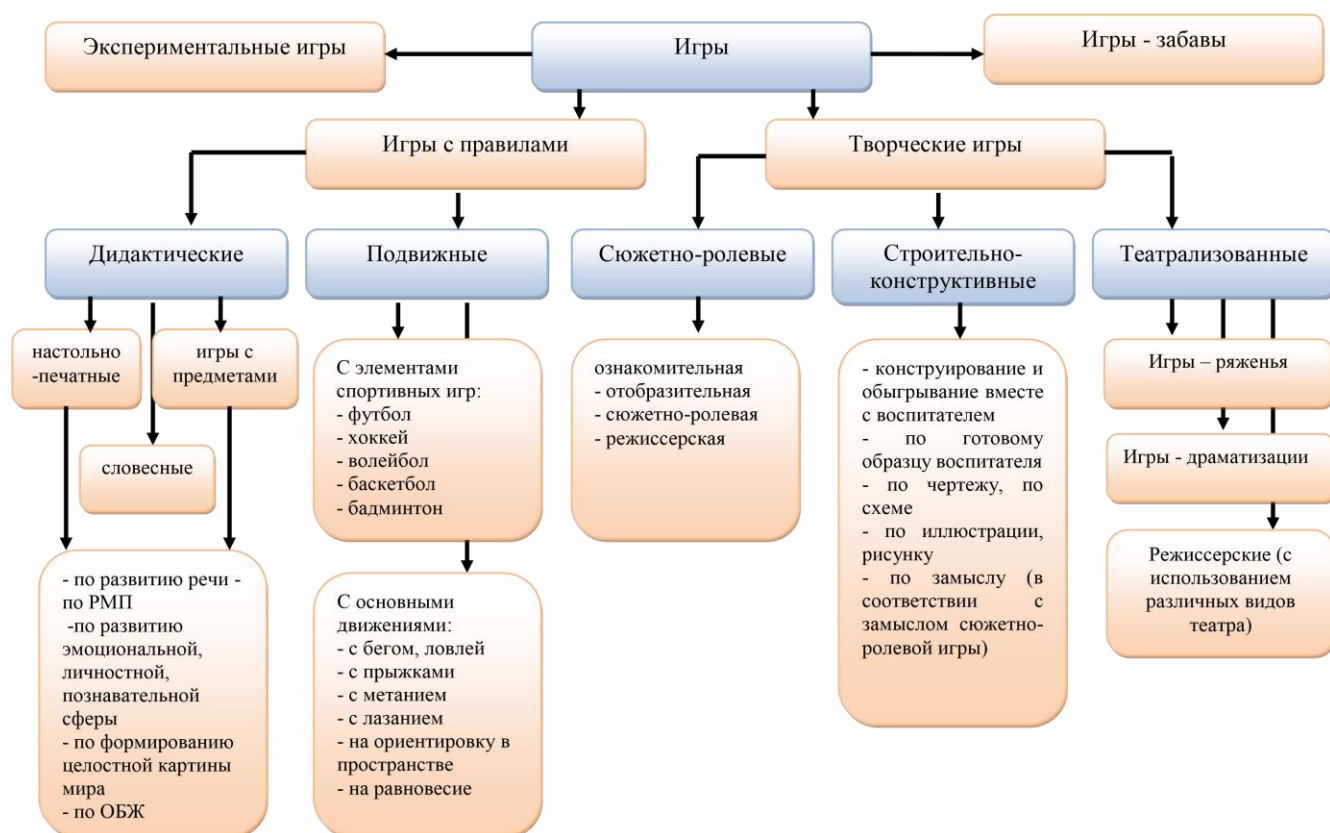 Экспериментальные игры
Игры
Игры - забавы
Игры с правилами
Творческие игры
Дидактические
Подвижные
Сюжетно-ролевые
Строительно-
конструктивные
Театрализованные
настольно
-печатные
игры с
предметами
словесные
- по развитию речи -
по РМП
-по развитию
эмоциональной,
личностной,
познавательной
сферы
- по формированию
целостной картины
мира
- по ОБЖ
С элементами
спортивных игр:
- футбол
- хоккей
- волейбол
- баскетбол
- бадминтон
С основными
движениями:
- с бегом, ловлей
- с прыжками
- с метанием
- с лазанием
- на ориентировку в
пространстве
- на равновесие
ознакомительная
- отобразительная
- сюжетно-ролевая
- режиссерская
- конструирование и
обыгрывание вместе
с воспитателем
- по готовому
образцу воспитателя
- по чертежу, по
схеме
- по иллюстрации,
рисунку
- по замыслу (в
соответствии с
замыслом сюжетно-
ролевой игры)
Игры – ряженья
Игры - драматизации
Режиссерские (с
использованием
различных видов
театра)